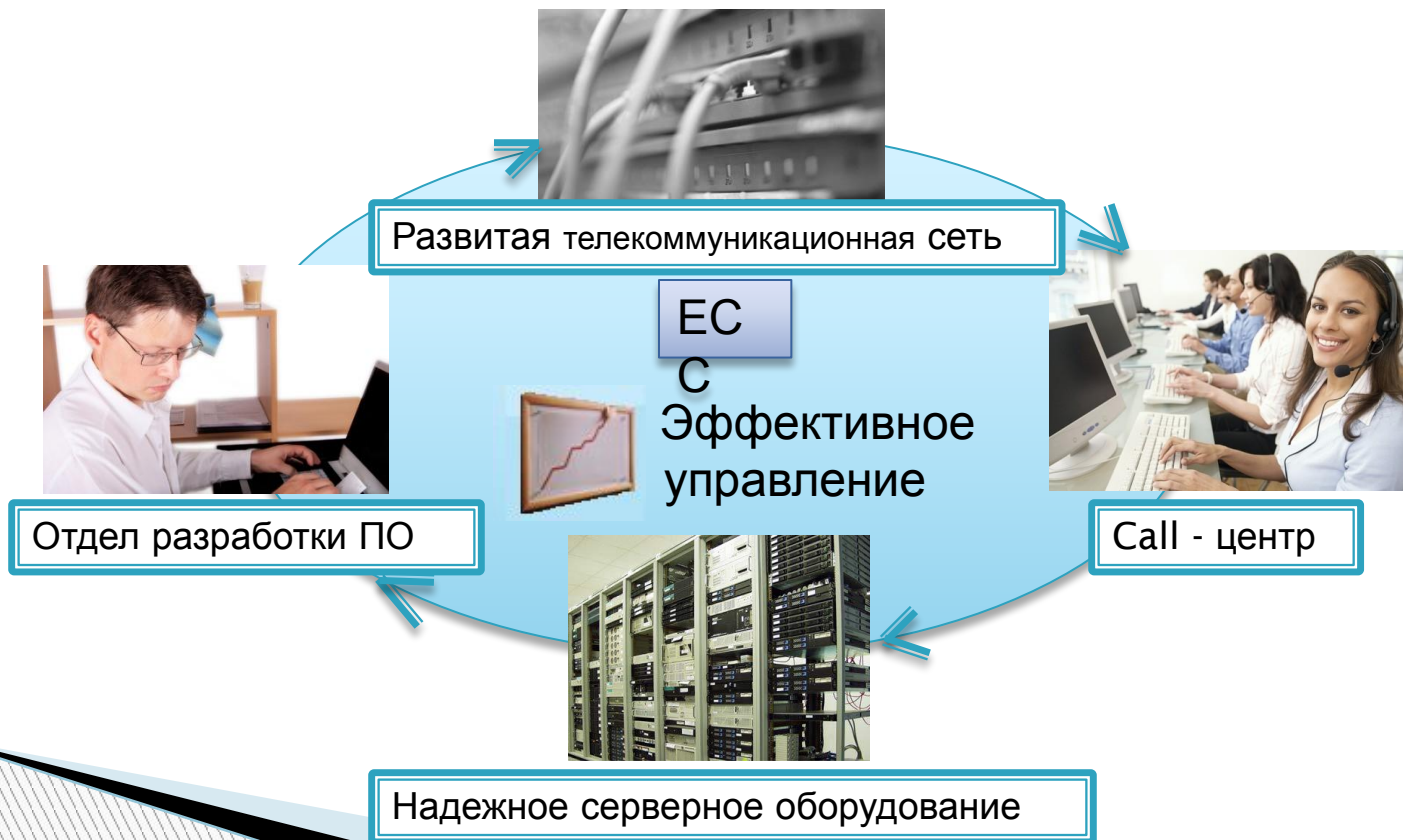 Развитая телекоммуникационная сеть
ЕС
С
Эффективное
управление
Отдел разработки ПО
Call - центр
Надежное серверное оборудование